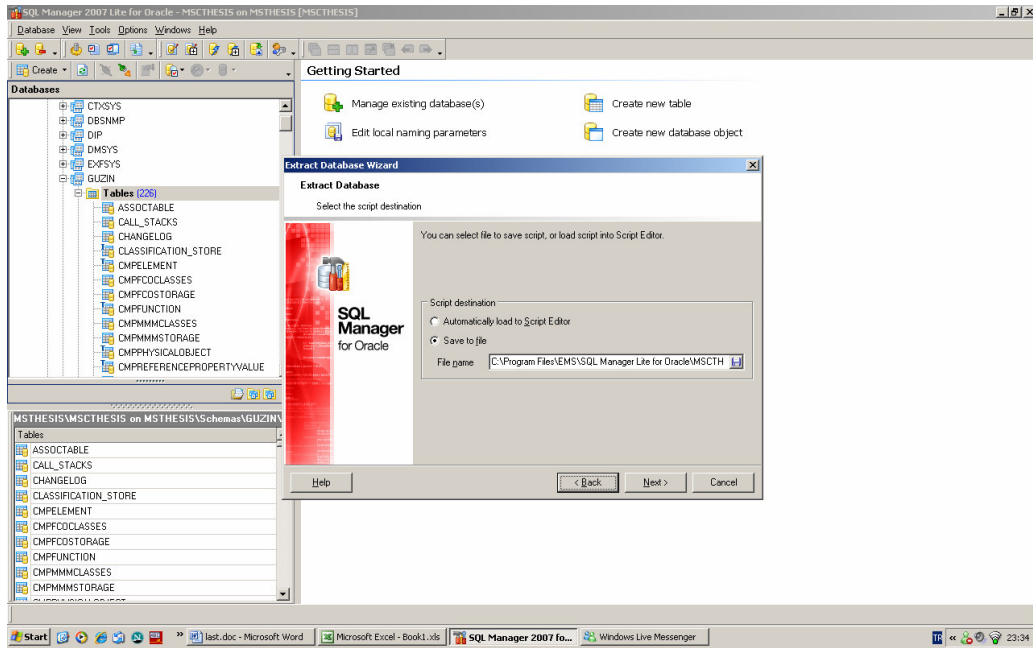 SQL Manager 2007 Lite for Oracle - MSCTHESIS on MSTHESIS [MSCTHESIS]
Database View Tools Options Windows Help
Create
Databases
CTXSYS
DBSNMP
DIP
DMSYS
EXFSYS
GUZIN
Tables (226)
ASSOCTABLE
CALL_STACKS
CHANGELOG
CLASSIFICATION_STORE
CMPELEMENT
CMPFCOCLASSES
CMPFCOSTORAGE
CMPFUNCTION
CMPMMMCLASSES
CMPMMMSTORAGE
CMPPHYSICALOBJECT
CMPREFERENCEPROPERTYVALUE
MSTHESIS\MSCTHESIS on MSTHESIS\Schemas\GUZIN\
Tables
ASSOCTABLE
CALL_STACKS
CHANGELOG
CLASSIFICATION_STORE
CMPELEMENT
CMPFCOCLASSES
CMPFCOSTORAGE
CMPFUNCTION
CMPMMMCLASSES
CMPMMMSTORAGE
Getting Started
Manage existing database(s)
Create new table
Edit local naming parameters
Create new database object
Extract Database Wizard
Extract Database
Select the script destination
SQL
Manager
for Oracle
You can select file to save script, or load script into Script Editor.
Script destination
Automatically load to Script Editor
Save to file
File name C:\Program Files\EMS\SQL Manager Lite for Oracle\MSCTH
Help
< Back
Next >
Cancel
Start
last.doc - Microsoft Word
Microsoft Excel - Book1.xls
SQL Manager 2007 fo...
Windows Live Messenger
TR
23:34